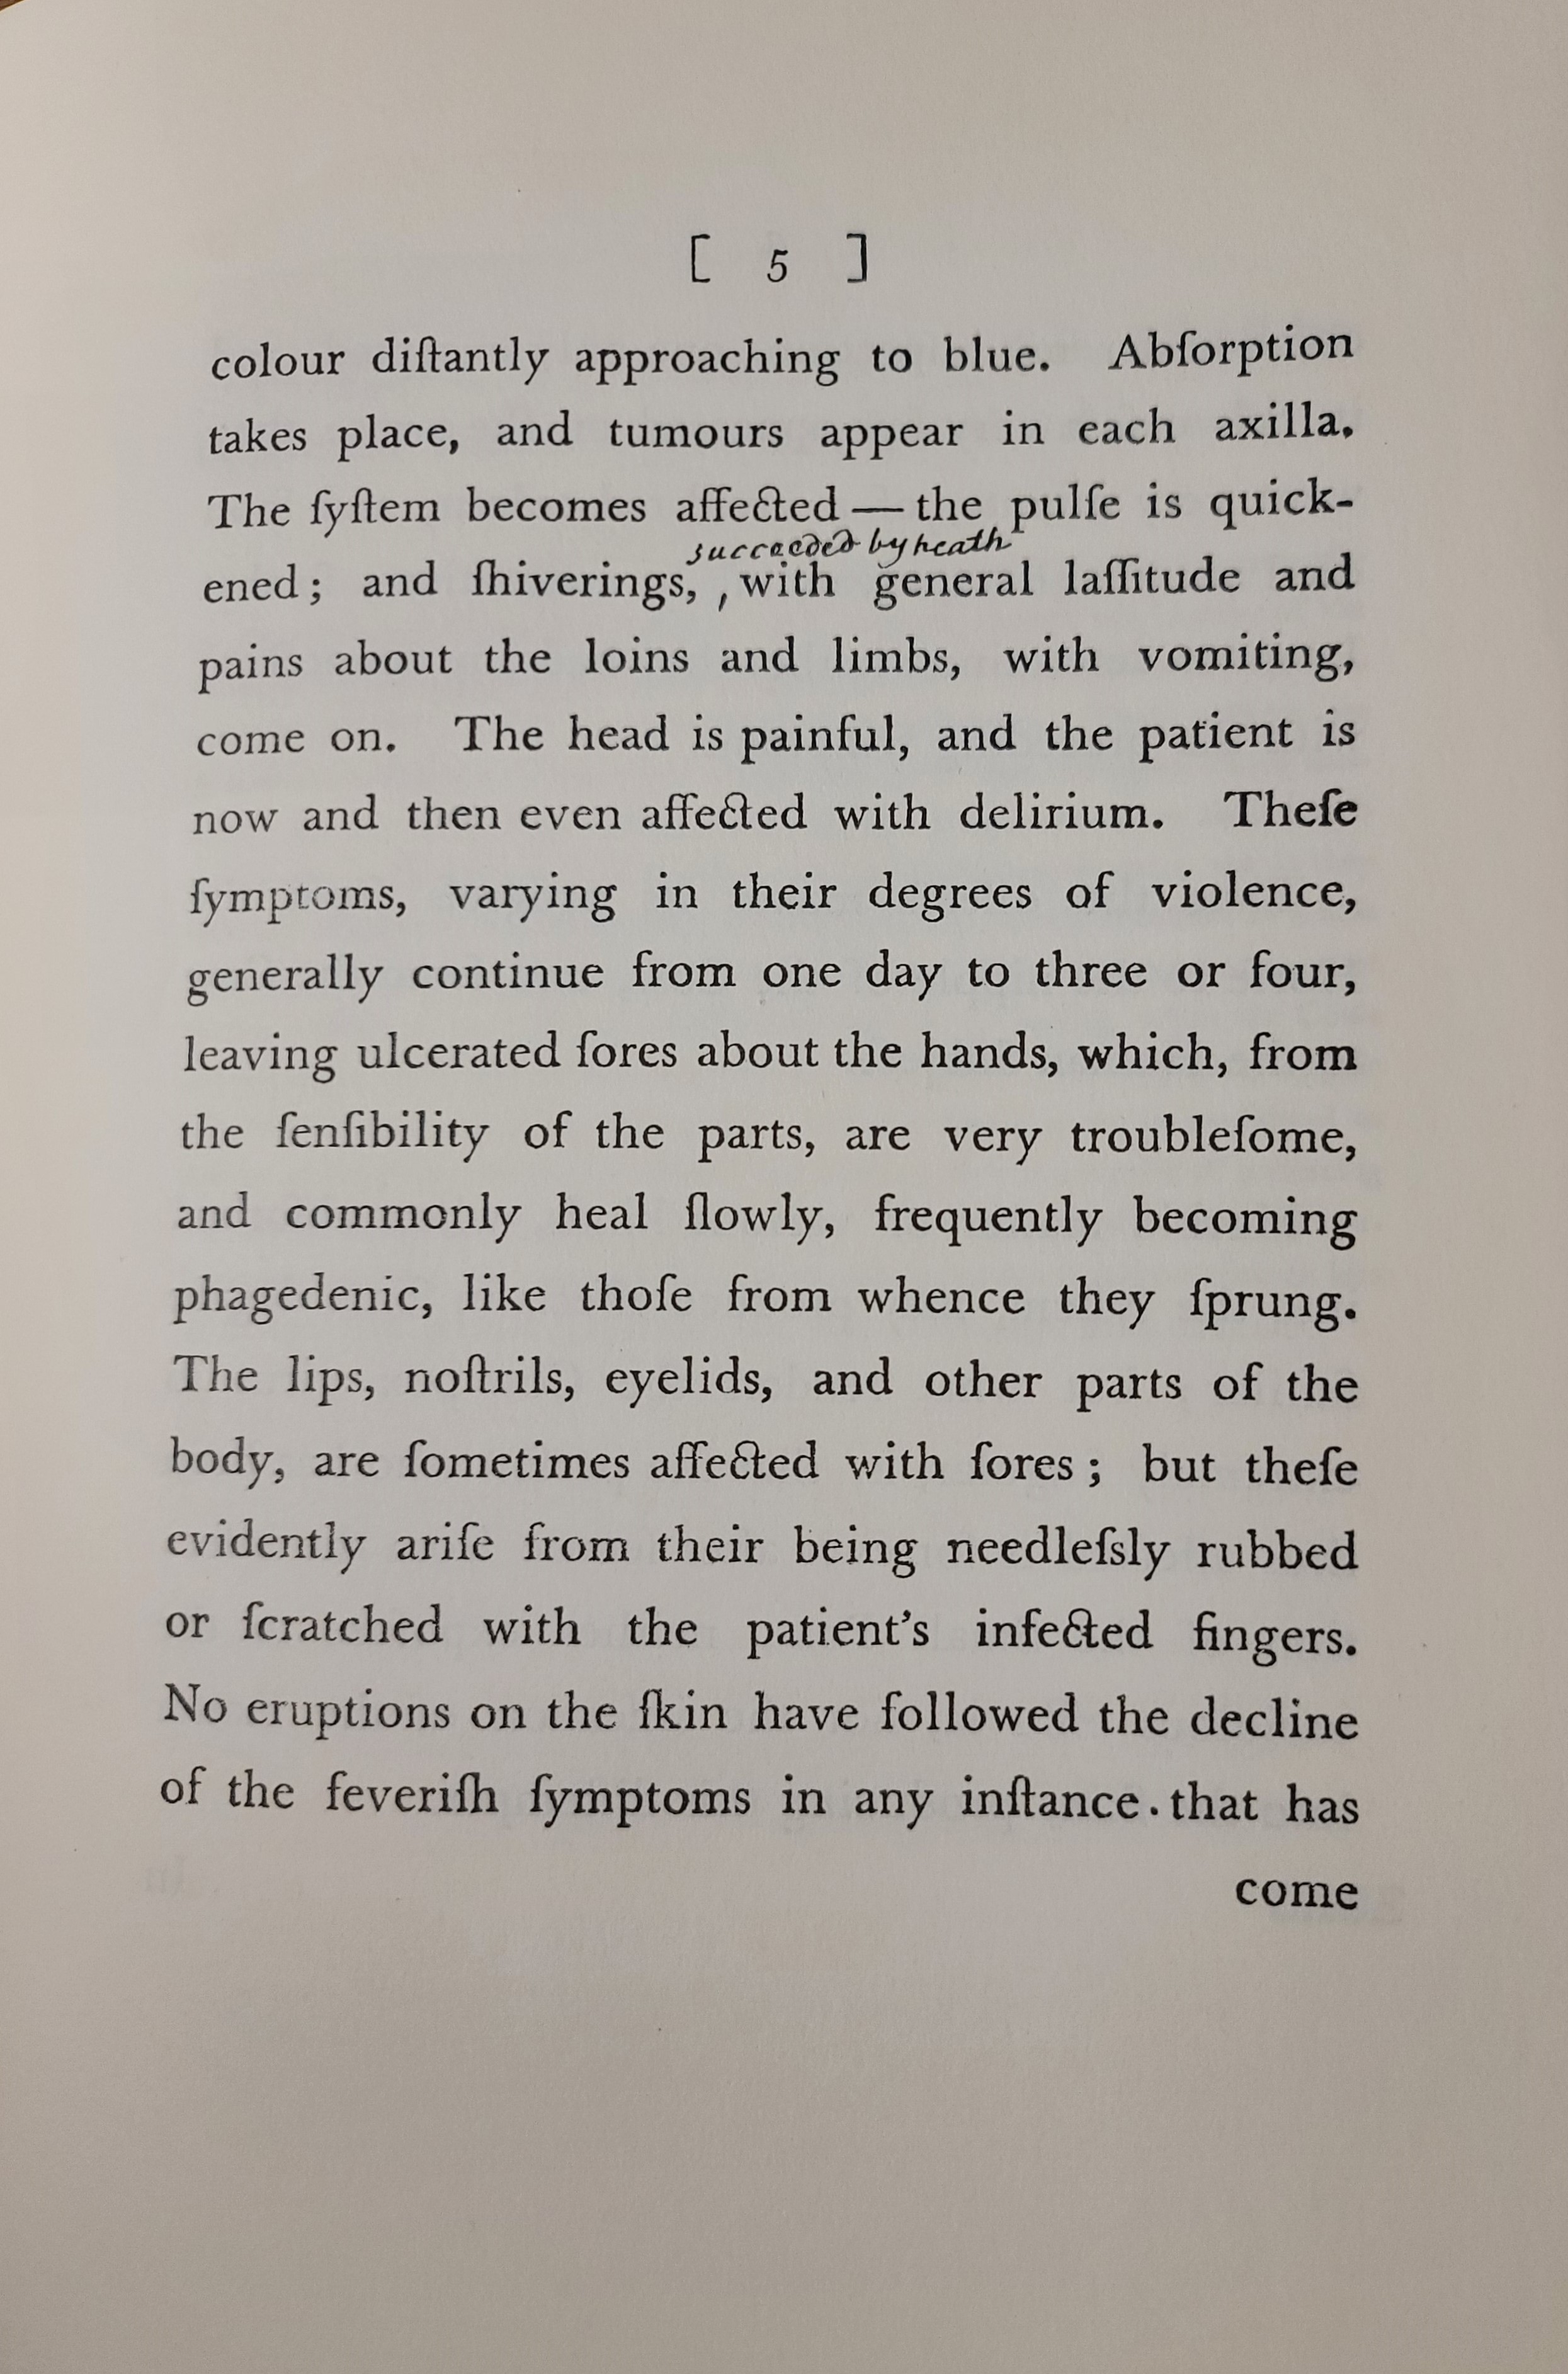 [ 5 ]
colour diſtantly approaching to blue. Abſorption
takes place, and tumours appear in each axilla.
The ſyſtem becomes affected — the pulſe is quick-
succeeded by heath
ened; and ſhiverings, , with general laſſitude and
pains about the loins and limbs, with vomiting,
come on. The head is painful, and the patient is
now and then even affected with delirium. Theſe
ſymptoms, varying in their degrees of violence,
generally continue from one day to three or four,
leaving ulcerated ſores about the hands, which, from
the ſenſibility of the parts, are very troubleſome,
and commonly heal ſlowly, frequently becoming
phagedenic, like thoſe from whence they ſprung.
The lips, noſtrils, eyelids, and other parts of the
body, are ſometimes affected with ſores; but theſe
evidently ariſe from their being needleſsly rubbed
or ſcratched with the patient's infected fingers.
No eruptions on the ſkin have followed the decline
of the feveriſh ſymptoms in any inſtance . that has
come